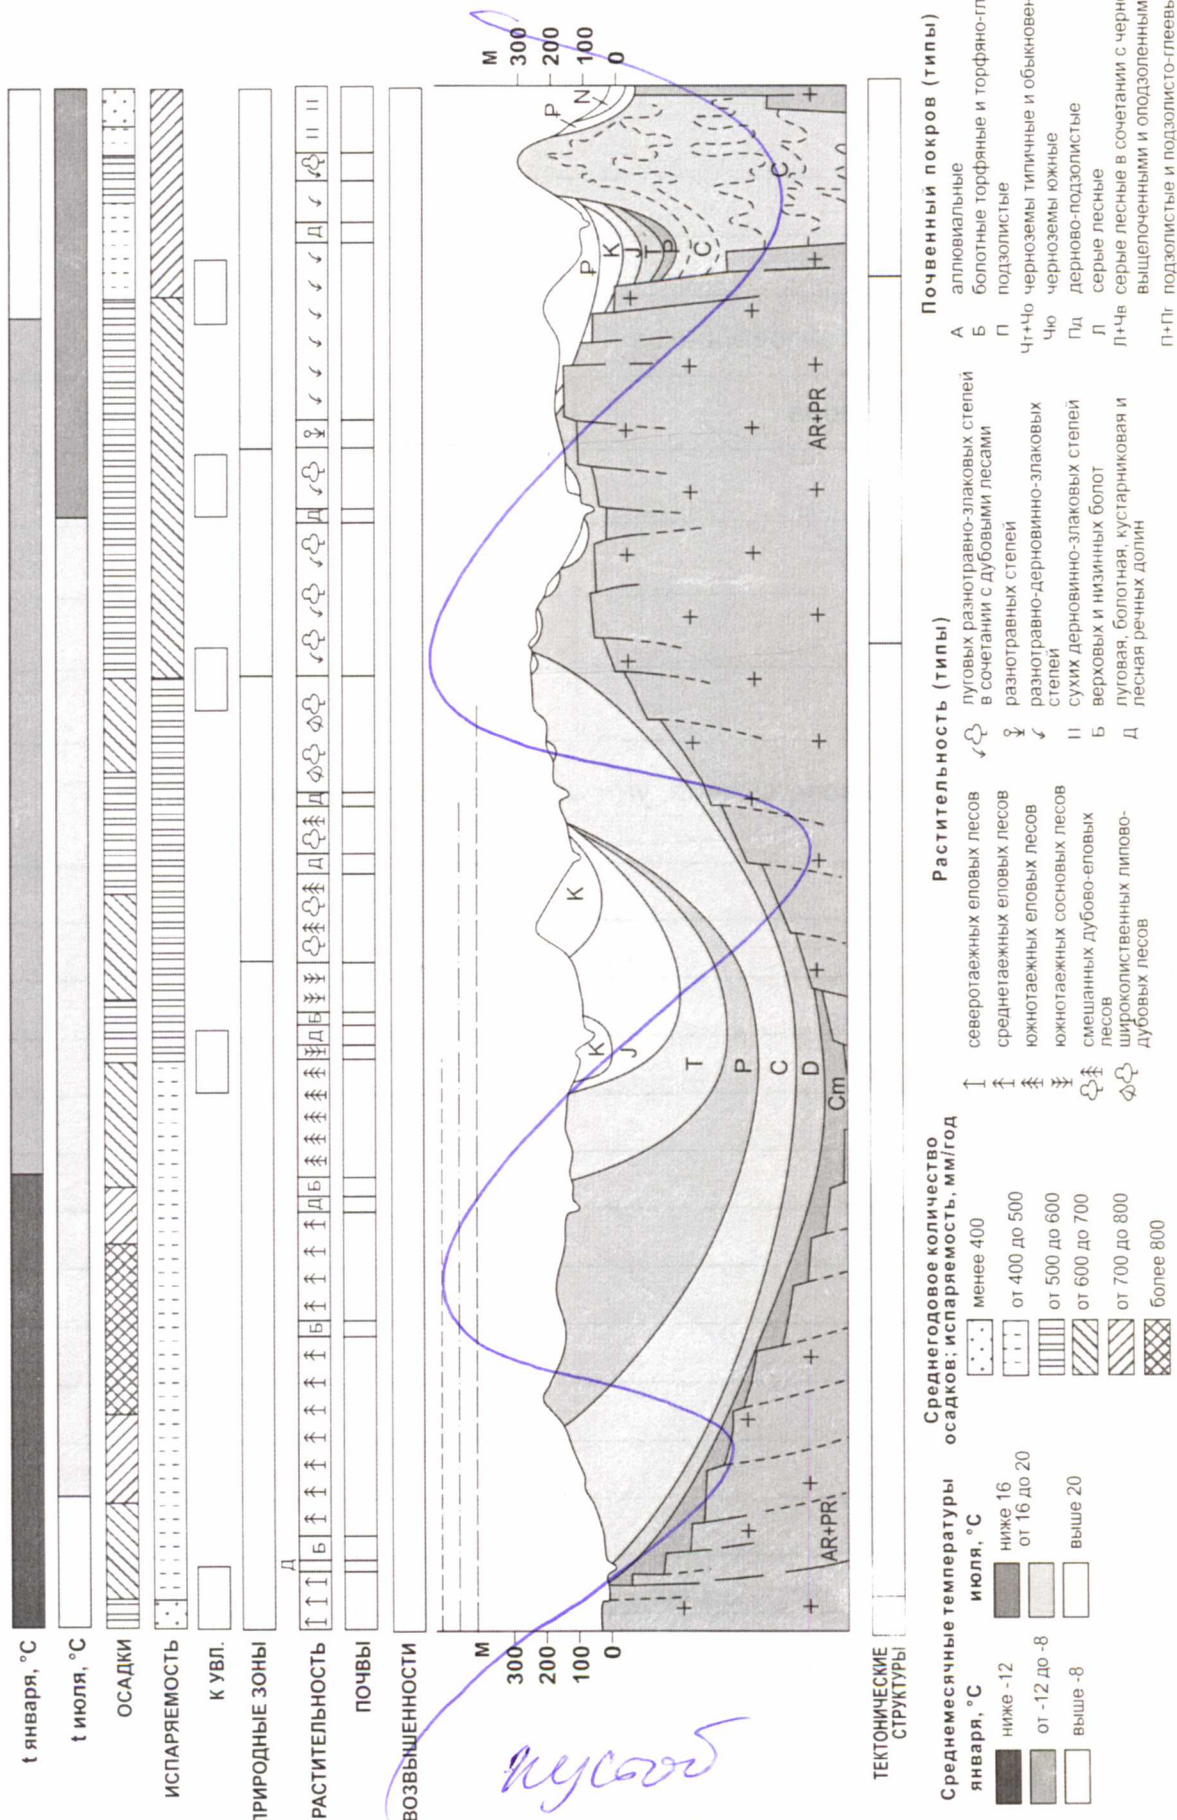 t января, °С
t июля, °С
ОСАДКИ
ИСПАРЯЕМОСТЬ
К УВЛ.
ПРИРОДНЫЕ ЗОНЫ
РАСТИТЕЛЬНОСТЬ
Д Б Б Д Б Д Б Д Д Д Д
ПОЧВЫ
ВОЗВЫШЕННОСТИ
М
300
200
100
0
М
300
200
100
0
AR+PR
Cm
D
C
P
T
J
K
K
AR+PR
P
K
J
T
P
C
C
P
N
ТЕКТОНИЧЕСКИЕ
СТРУКТУРЫ
пустой
Среднемесячные температуры
января, °С
июля, °С
ниже -12
от -12 до -8
выше -8
ниже 16
от 16 до 20
выше 20
Среднегодовое количество
осадков; испаряемость, мм/год
менее 400
от 400 до 500
от 500 до 600
от 600 до 700
от 700 до 800
более 800
Растительность (типы)
северотаежных еловых лесов
среднетаежных еловых лесов
южнотаежных еловых лесов
южнотаежных сосновых лесов
смешанных дубово-еловых
лесов
широколиственных липово-
дубовых лесов
луговых разнотравно-злаковых степей
в сочетании с дубовыми лесами
разнотравных степей
разнотравно-дерновинно-злаковых
степей
сухих дерновинно-злаковых степей
Б верховых и низинных болот
Д луговая, болотная, кустарниковая и
лесная речных долин
Почвенный покров (типы)
А аллювиальные
Б болотные торфяные и торфяно-гл
П подзолистые
Чт+Чо черноземы типичные и обыкновен
Чю черноземы южные
Пд дерново-подзолистые
Л серые лесные
Л+Чв серые лесные в сочетании с черно
выщелоченными и оподзоленным
П+Пг подзолистые и подзолисто-глеевы